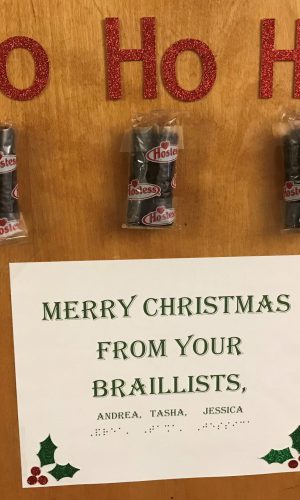 o Ho H
Hostess Hostess
Hostess
MERRY CHRISTMAS
FROM YOUR
BRAILLISTS,
ANDREA, TASHA, JESSICA